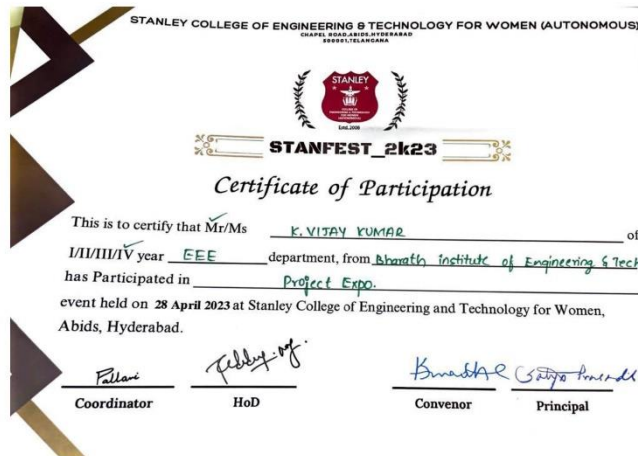 STANLEY COLLEGE OF ENGINEERING & TECHNOLOGY FOR WOMEN (AUTONOMOUS)
CHAPEL ROAD,ABIDS,HYDERABAD
500001,TELANGANA
STANLEY
Estd.2008
STANFEST_2k23
Certificate of Participation
This is to certify that Mr/Ms K. VIJAY KUMAR of
I/II/III/IV year EEE department, from Bharath institute of Engineering & Tech
has Participated in Project Expo.
event held on 28 April 2023 at Stanley College of Engineering and Technology for Women,
Abids, Hyderabad.
Pallavi
Coordinator HoD Convenor Principal